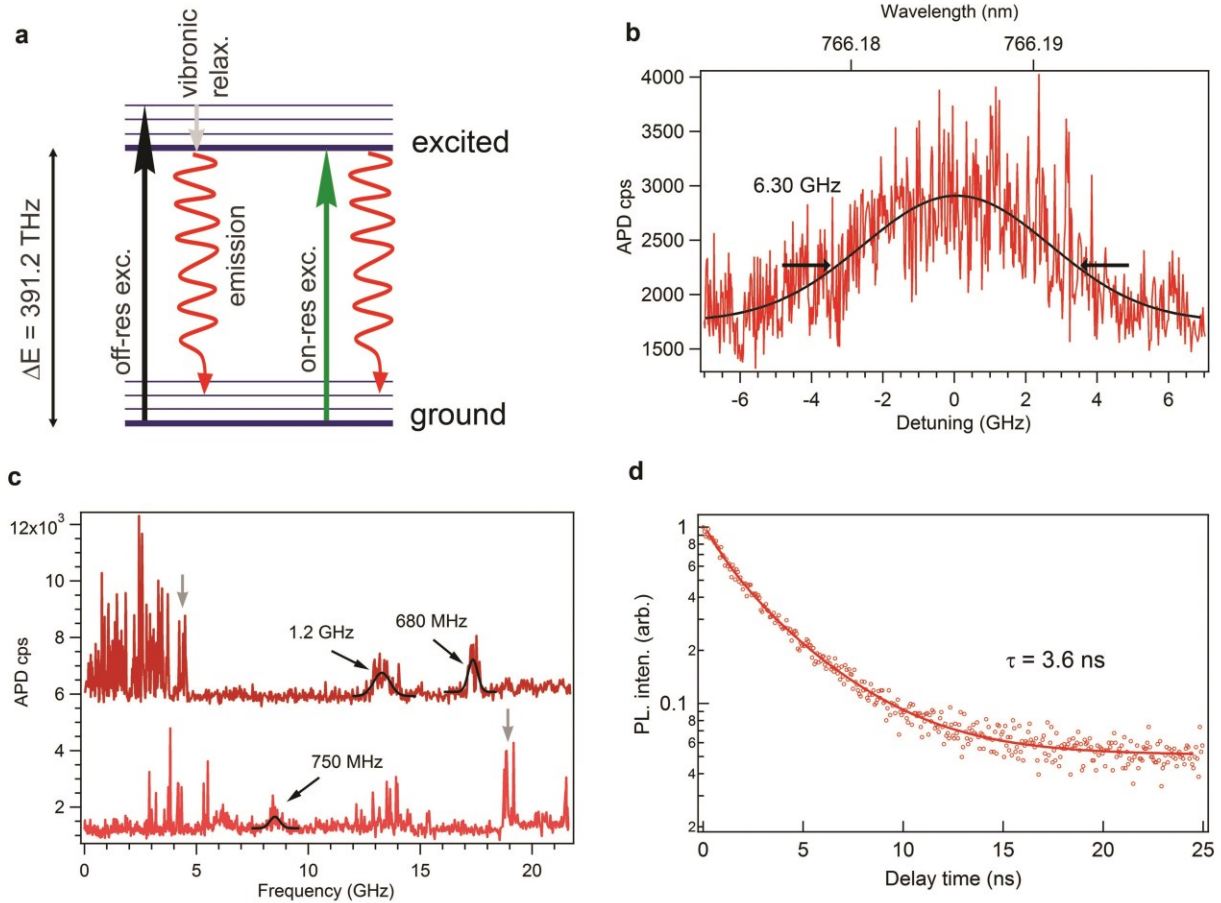 a
vibronic
relax.
excited
ΔE = 391.2 THz
off-res exc.
emission
on-res exc.
ground
b
Wavelength (nm)
766.18 766.19
4000
3500
3000
2500
2000
1500
APD cps
6.30 GHz
-6 -4 -2 0 2 4 6
Detuning (GHz)
c
12x10³
10
8
6
4
2
APD cps
1.2 GHz
680 MHz
750 MHz
0 5 10 15 20
Frequency (GHz)
d
1
8
6
4
2
0.1
8
6
4
2
PL. inten. (arb.)
τ = 3.6 ns
0 5 10 15 20 25
Delay time (ns)